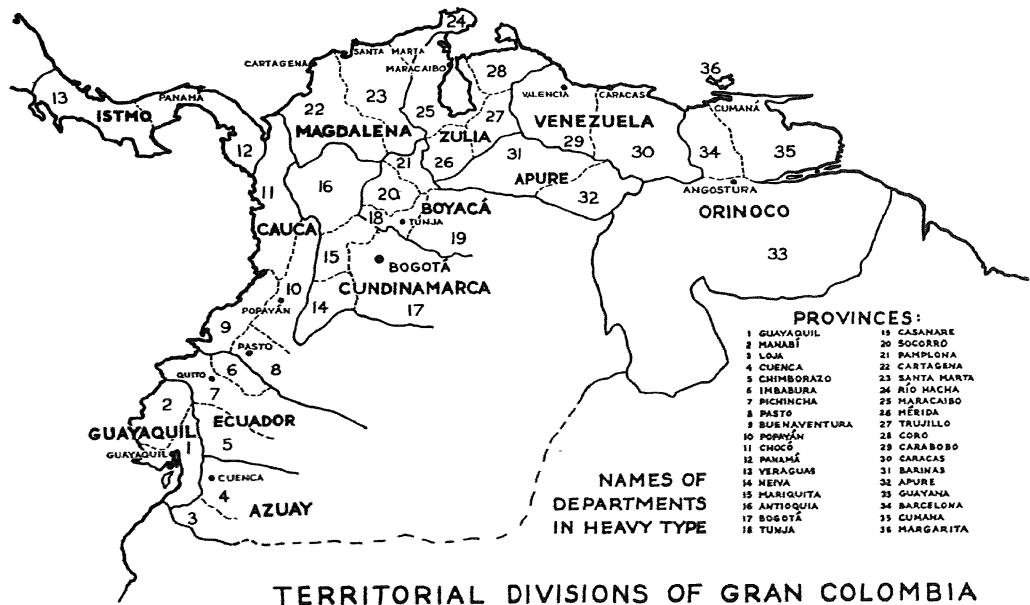 24
SANTA MARTA
CARTAGENA
MARACAIBO
28
36
13
PANAMÁ
ISTMO
22
23
25
27
VALENCIA
CARACAS
CUMANÁ
MAGDALENA
ZULIA
VENEZUELA
12
21
26
31
29
30
34
35
11
16
20
APURE
32
ANGOSTURA
18
BOYACÁ
TUNJA
ORINOCO
CAUCA
19
15
BOGOTÁ
33
10
CUNDINAMARCA
POPAYÁN
14
17
9
PASTO
QUITO
6
8
7
2
ECUADOR
GUAYAQUIL
1
5
GUAYAQUIL
CUENCA
4
AZUAY
3
NAMES OF
DEPARTMENTS
IN HEAVY TYPE
PROVINCES:
1 GUAYAQUIL
2 MANABÍ
3 LOJA
4 CUENCA
5 CHIMBORAZO
6 IMBABURA
7 PICHINCHA
8 PASTO
9 BUENAVENTURA
10 POPAYÁN
11 CHOCÓ
12 PANAMÁ
13 VERAGUAS
14 NEIVA
15 MARIQUITA
16 ANTIOQUIA
17 BOGOTÁ
18 TUNJA
19 CASANARE
20 SOCORRÓ
21 PAMPLONA
22 CARTAGENA
23 SANTA MARTA
24 RÍO HACHA
25 MARACAIBO
26 MÉRIDA
27 TRUJILLO
28 CORO
29 CARABOBO
30 CARACAS
31 BARINAS
32 APURE
33 GUAYANA
34 BARCELONA
35 CUMANA
36 MARGARITA
TERRITORIAL DIVISIONS OF GRAN COLOMBIA